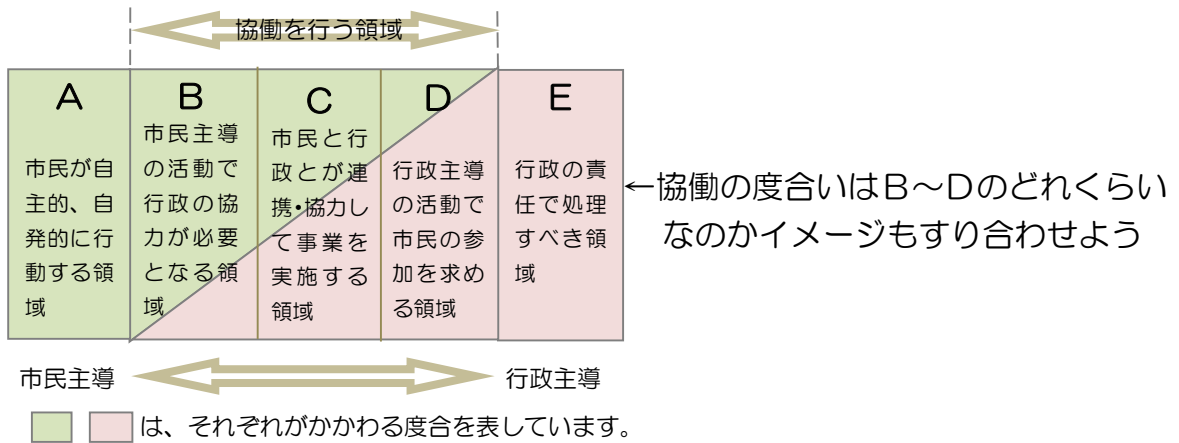 協働を行う領域
A
市民が自
主的、自
発的に行
動する領
域
B
市民主導
の活動で
行政の協
力が必要
となる領
域
C
市民と行
政とが連
携・協力し
て事業を
実施する
領域
D
行政主導
の活動で
市民の参
加を求め
る領域
E
行政の責
任で処理
すべき領
域
←協働の度合いはB～Dのどれくらい
なのかイメージもすり合わせよう
市民主導
行政主導
は、それぞれがかかわる度合を表しています。